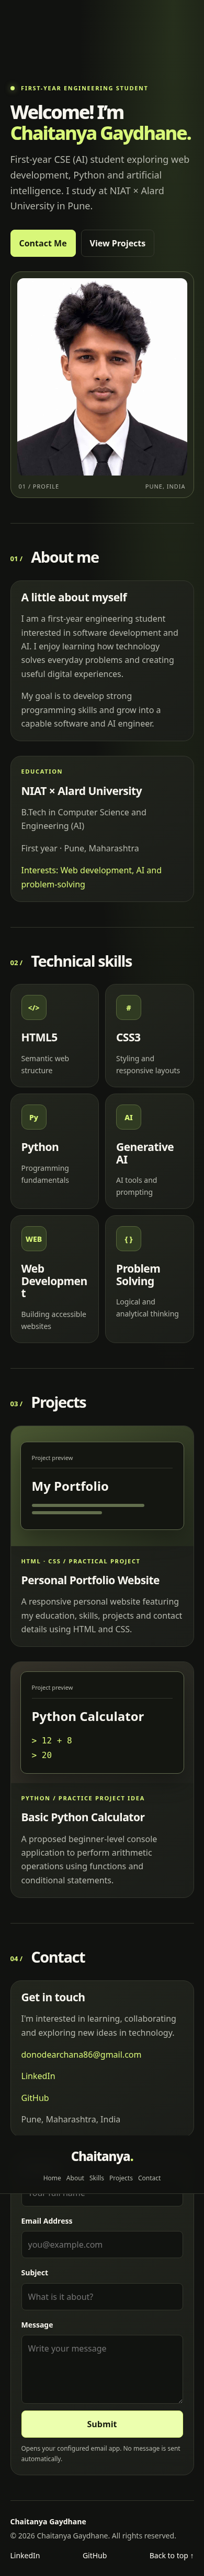 FIRST-YEAR ENGINEERING STUDENT
Welcome! I'm
Chaitanya Gaydhane.
First-year CSE (AI) student exploring web
development, Python and artificial
intelligence. I study at NIAT × Alard
University in Pune.
Contact Me
View Projects
01 / PROFILE
PUNE, INDIA
01 /
About me
A little about myself
I am a first-year engineering student
interested in software development and
AI. I enjoy learning how technology
solves everyday problems and creating
useful digital experiences.
My goal is to develop strong
programming skills and grow into a
capable software and AI engineer.
EDUCATION
NIAT × Alard University
B.Tech in Computer Science and
Engineering (AI)
First year · Pune, Maharashtra
Interests: Web development, AI and
problem-solving
02 /
Technical skills
</>
HTML5
Semantic web
structure
#
CSS3
Styling and
responsive layouts
Py
Python
Programming
fundamentals
AI
Generative
AI
AI tools and
prompting
WEB
Web
Developmen
t
Building accessible
websites
{ }
Problem
Solving
Logical and
analytical thinking
03 /
Projects
Project preview
My Portfolio
HTML · CSS / PRACTICAL PROJECT
Personal Portfolio Website
A responsive personal website featuring
my education, skills, projects and contact
details using HTML and CSS.
Project preview
Python Calculator
> 12 + 8
> 20
PYTHON / PRACTICE PROJECT IDEA
Basic Python Calculator
A proposed beginner-level console
application to perform arithmetic
operations using functions and
conditional statements.
04 /
Contact
Get in touch
I'm interested in learning, collaborating
and exploring new ideas in technology.
donodearchana86@gmail.com
LinkedIn
GitHub
Pune, Maharashtra, India
Chaitanya.
Home About Skills Projects Contact
Your full name
Email Address
you@example.com
Subject
What is it about?
Message
Write your message
Submit
Opens your configured email app. No message is sent
automatically.
Chaitanya Gaydhane
© 2026 Chaitanya Gaydhane. All rights reserved.
LinkedIn
GitHub
Back to top ↑